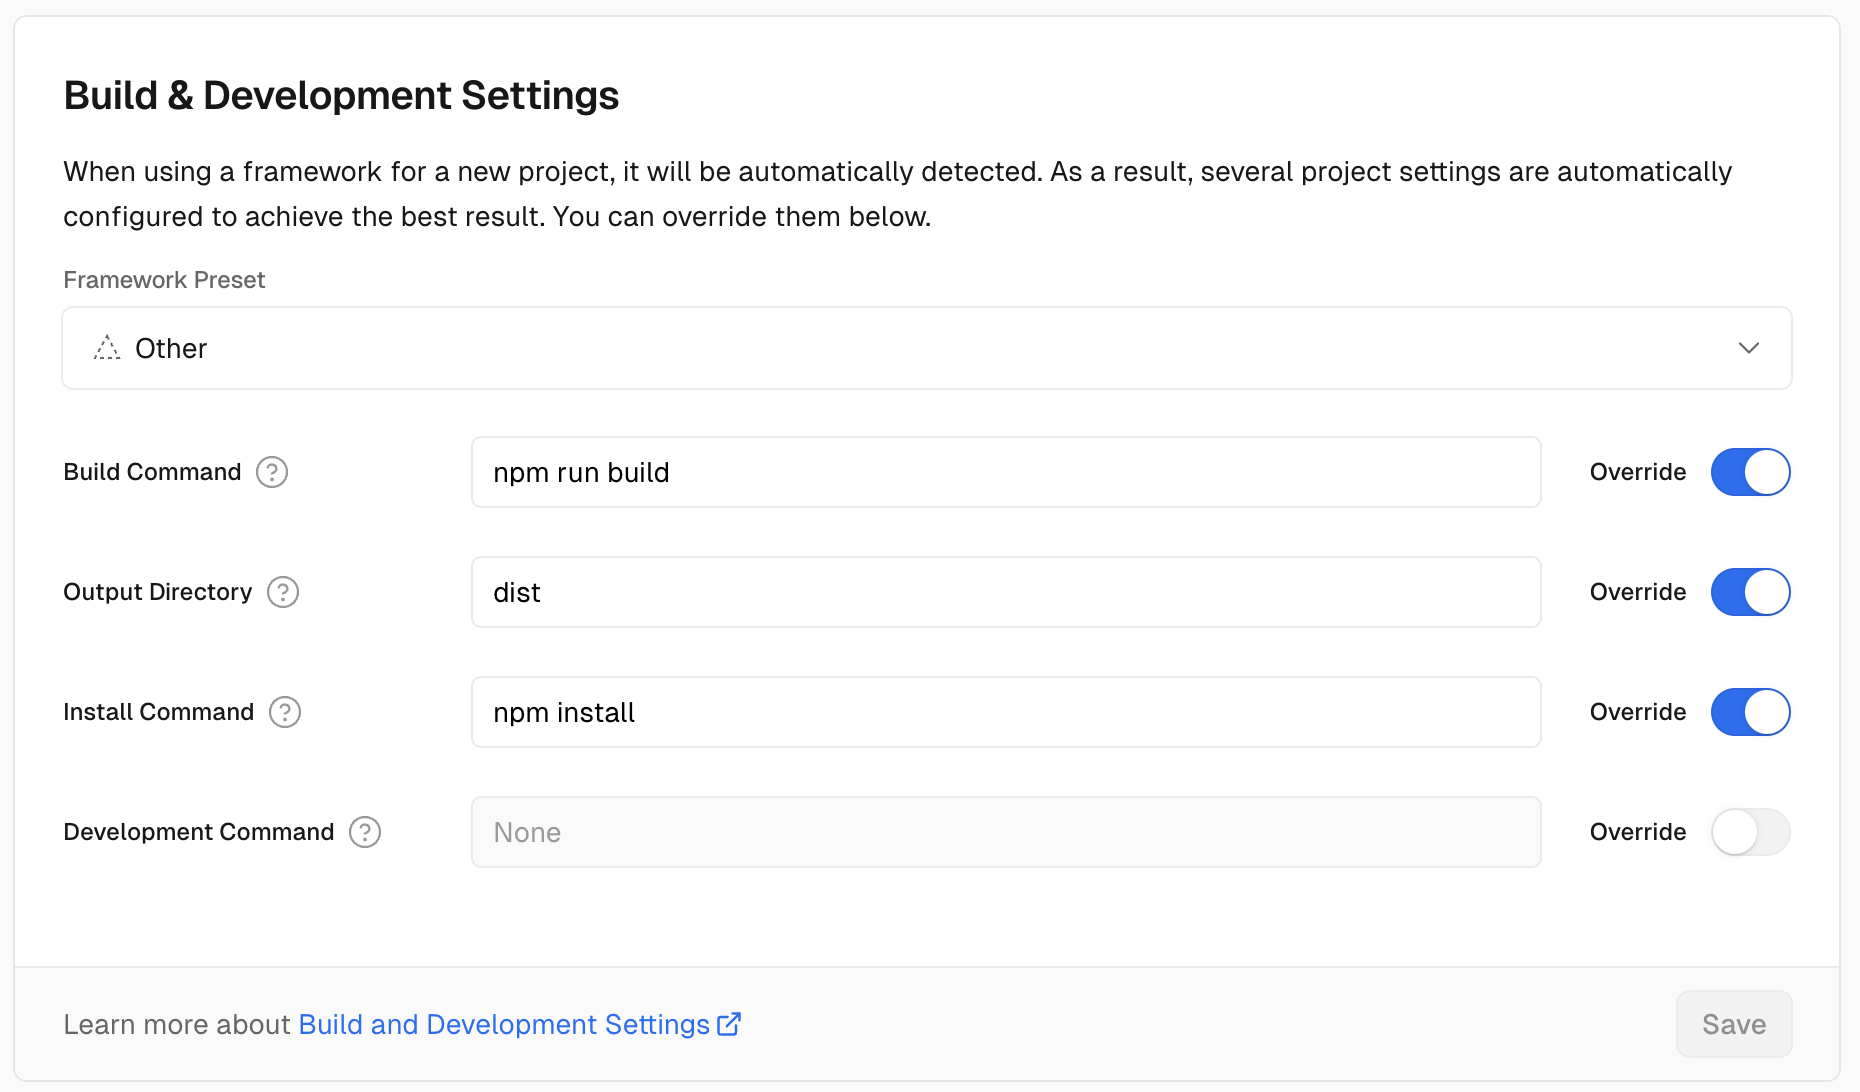 Build & Development Settings
When using a framework for a new project, it will be automatically detected. As a result, several project settings are automatically
configured to achieve the best result. You can override them below.
Framework Preset
Other
Build Command ? npm run build Override
Output Directory ? dist Override
Install Command ? npm install Override
Development Command ? None Override
Learn more about Build and Development Settings Save